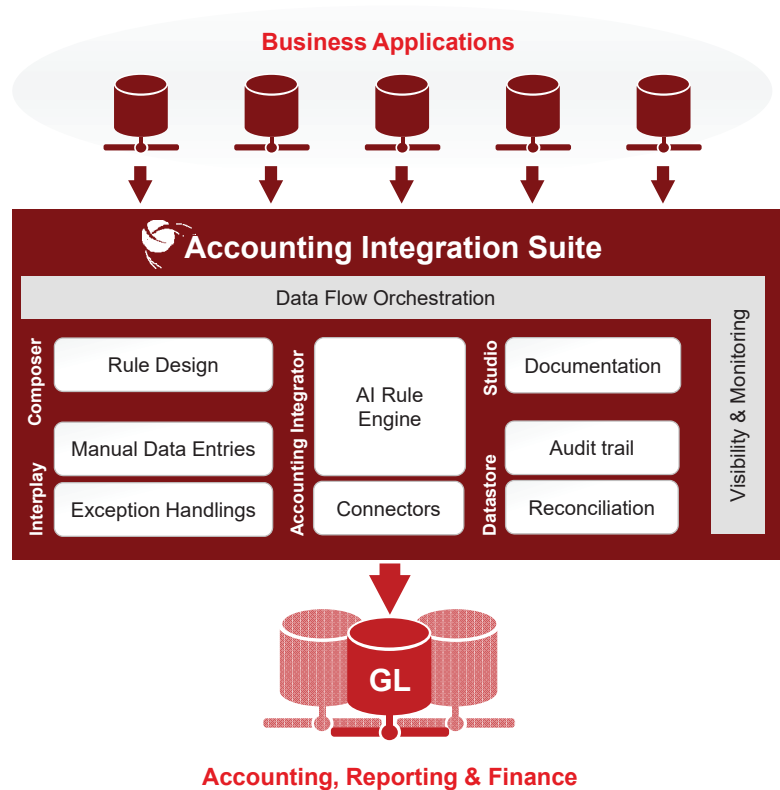 Business Applications
Accounting Integration Suite
Data Flow Orchestration
Visibility & Monitoring
Composer
Rule Design
Interplay
Manual Data Entries
Exception Handlings
Accounting Integrator
AI Rule
Engine
Connectors
Studio
Documentation
Datastore
Audit trail
Reconciliation
GL
Accounting, Reporting & Finance